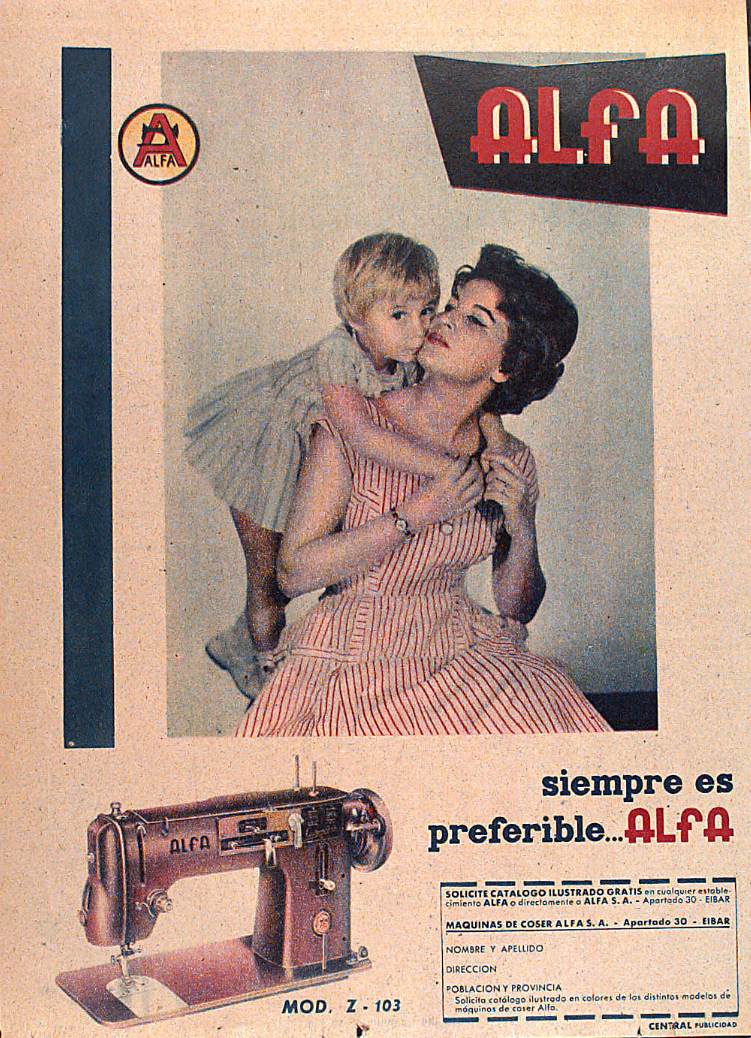 ALFA
A
ALFA
siempre es
preferible...ALFA
ALFA
MOD. Z - 103
SOLICITE CATALOGO ILUSTRADO GRATIS en cualquier estable-
cimiento ALFA o directamente a ALFA S. A. - Apartado 30 - EIBAR
MAQUINAS DE COSER ALFA S. A. - Apartado 30 - EIBAR
NOMBRE Y APELLIDO
DIRECCION
POBLACION Y PROVINCIA
Solicita catálogo ilustrado en colores de los distintos modelos de
máquinas de coser Alfa.
CENTRAL PUBLICIDAD